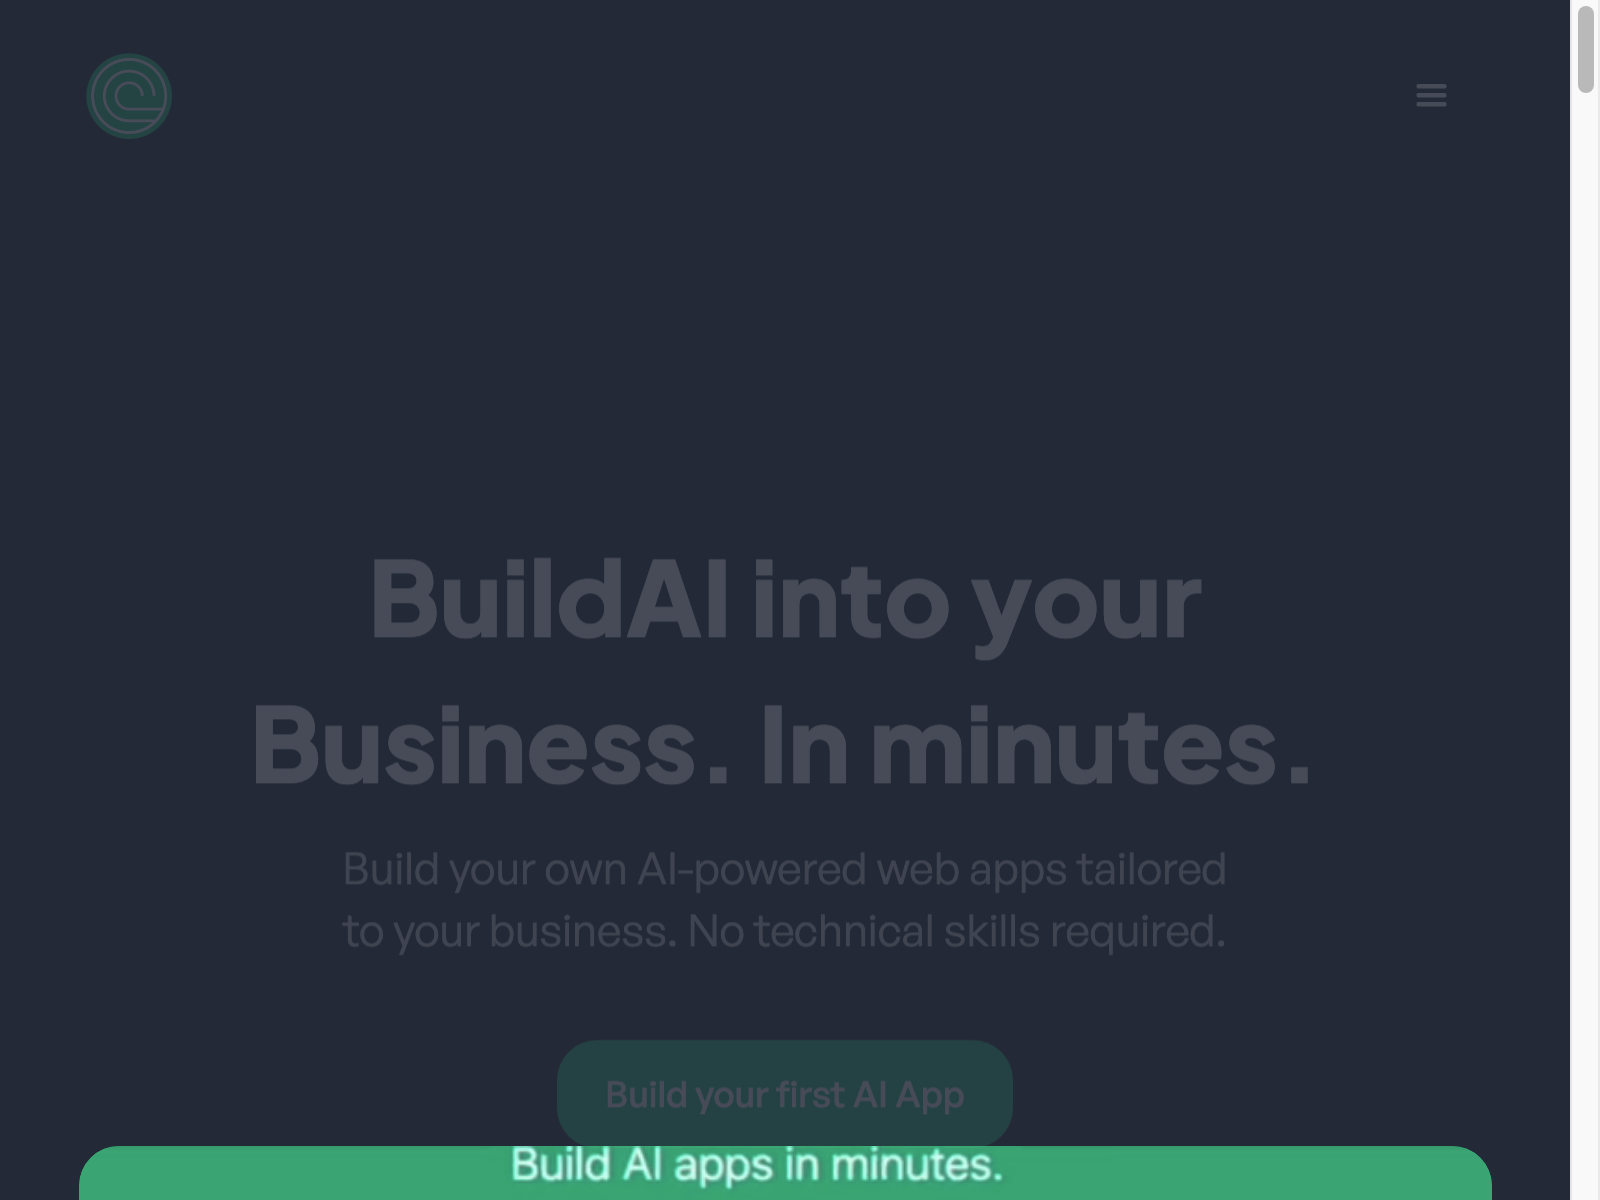 BuildAI into your
Business. In minutes.
Build your own AI-powered web apps tailored
to your business. No technical skills required.
Build your first AI App
Build AI apps in minutes.